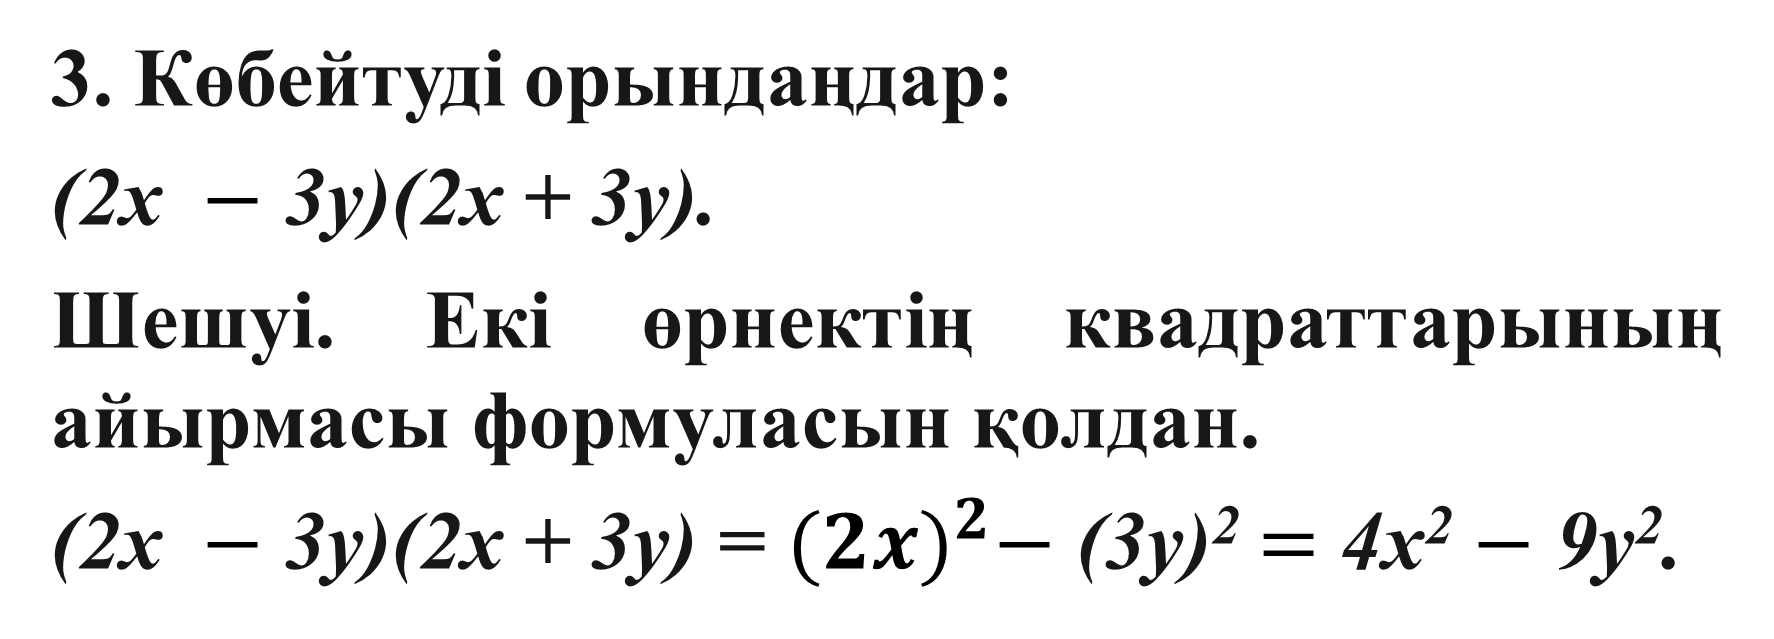 3. Көбейтуді орындаңдар:
(2x – 3y)(2x + 3y).
Шешуі. Екі өрнектің квадраттарының
айырмасы формуласын қолдан.
(2x – 3y)(2x + 3y) = (2x)² – (3y)² = 4x² – 9y².